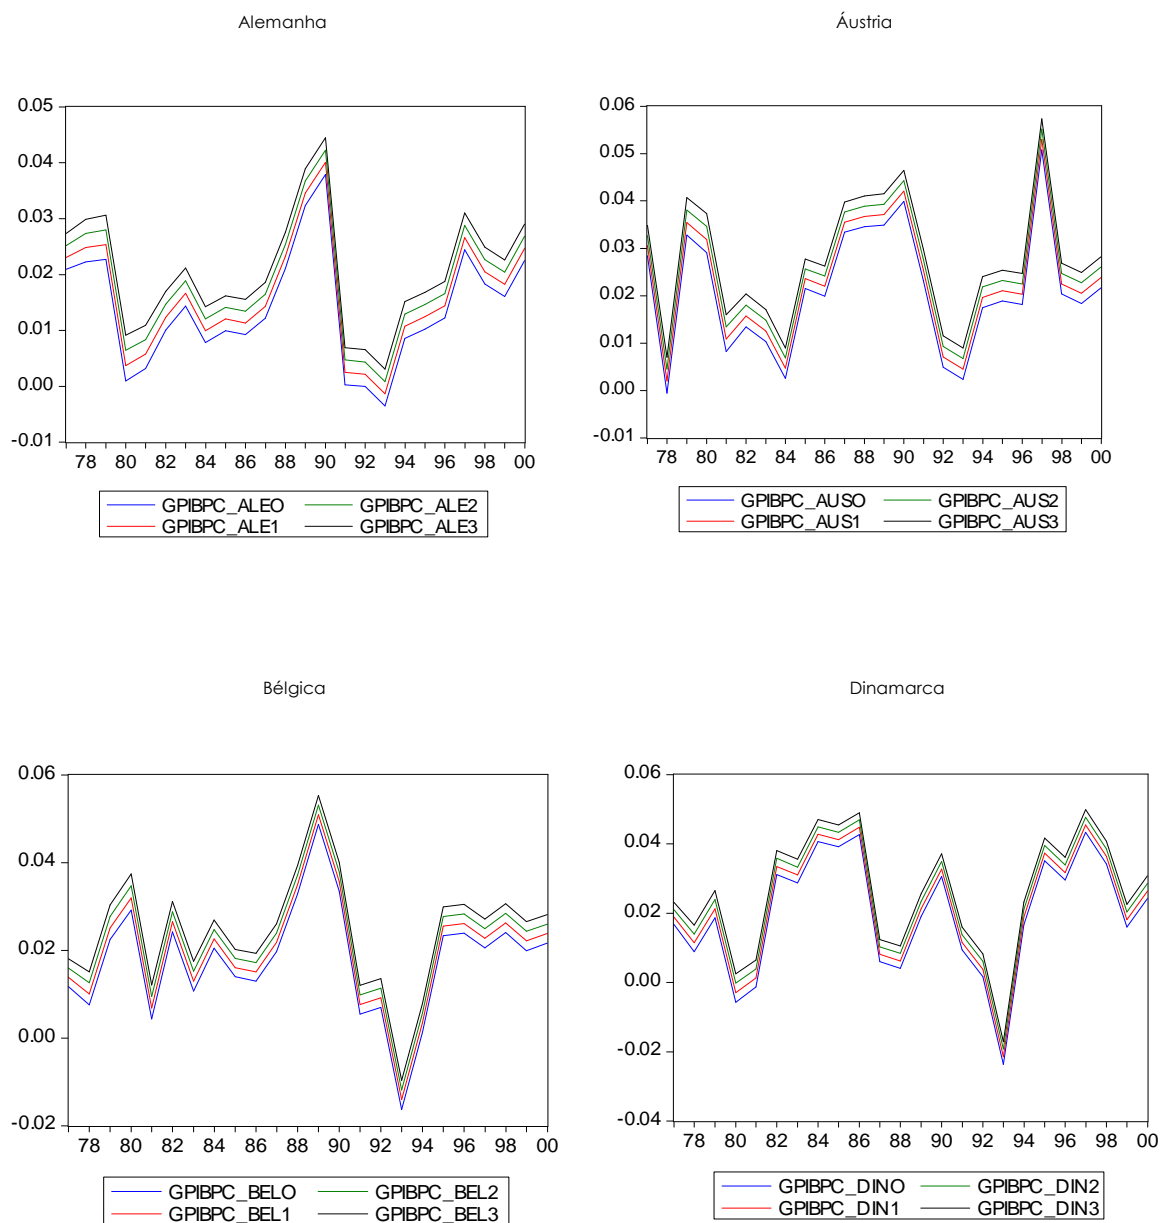 Alemanha
0.05
0.04
0.03
0.02
0.01
0.00
-0.01
78 80 82 84 86 88 90 92 94 96 98 00
GPIBPC_ALE0 GPIBPC_ALE2
GPIBPC_ALE1 GPIBPC_ALE3
Áustria
0.06
0.05
0.04
0.03
0.02
0.01
0.00
-0.01
78 80 82 84 86 88 90 92 94 96 98 00
GPIBPC_AUS0 GPIBPC_AUS2
GPIBPC_AUS1 GPIBPC_AUS3
Bélgica
0.06
0.04
0.02
0.00
-0.02
78 80 82 84 86 88 90 92 94 96 98 00
GPIBPC_BEL0 GPIBPC_BEL2
GPIBPC_BEL1 GPIBPC_BEL3
Dinamarca
0.06
0.04
0.02
0.00
-0.02
-0.04
78 80 82 84 86 88 90 92 94 96 98 00
GPIBPC_DIN0 GPIBPC_DIN2
GPIBPC_DIN1 GPIBPC_DIN3